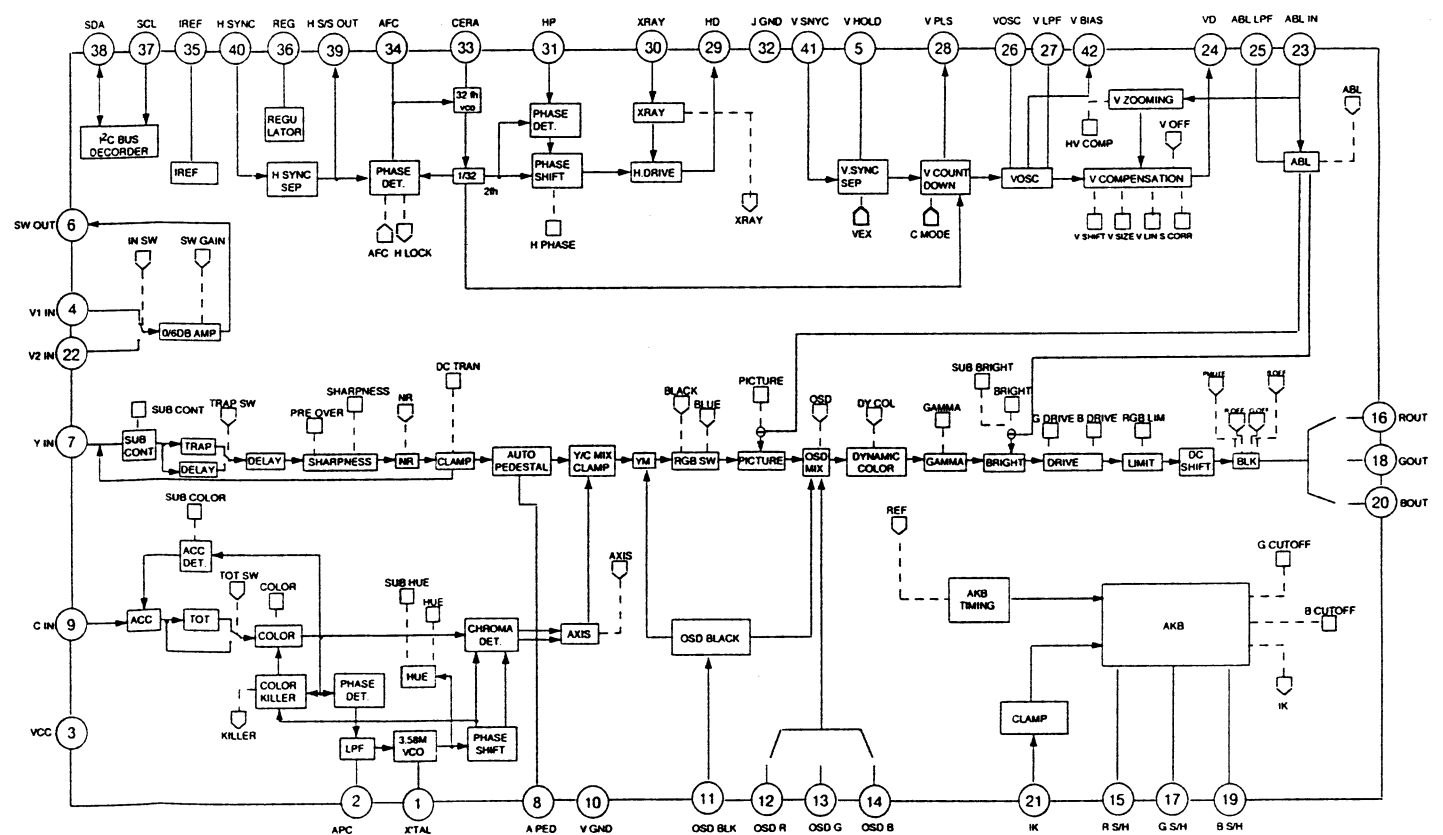 SDA SCL IREF H SYNC REG H S/S OUT AFC CERA HP XRAY HD J GND V SNYC V HOLD V PLS VOSC V LPF V BIAS VD ABL LPF ABL IN
38 37 35 40 36 39 34 33 31 30 29 32 41 5 28 26 27 42 24 25 23
32 fh
VCO
V ZOOMING
ABL
REGU
LATOR
PHASE
DET.
XRAY
V OFF
HV COMP
I²C BUS
DECORDER
IREF
H SYNC
SEP
PHASE
DET.
1/32
2fh
PHASE
SHIFT
H.DRIVE
V.SYNC
SEP
V COUNT
DOWN
VOSC
V COMPENSATION
ABL
XRAY
SW OUT 6
IN SW
SW GAIN
AFC H LOCK
H PHASE
VEX
C MODE
V SHIFT V SIZE V LIN S CORR
V1 IN 4
0/6DB AMP
V2 IN 22
DC TRAN
SHARPNESS
SUB CONT
TRAP SW
PRE OVER
NR
BLACK
BLUE
PICTURE
OSD
DY COL
GAMMA
SUB BRIGHT
BRIGHT
G DRIVE B DRIVE RGB LIM
R OFF
G OFF
B OFF
16 ROUT
Y IN 7
SUB
CONT
TRAP
DELAY
DELAY
SHARPNESS
NR
CLAMP
AUTO
PEDESTAL
Y/C MIX
CLAMP
YM
RGB SW
PICTURE
OSD
MIX
DYNAMIC
COLOR
GAMMA
BRIGHT
DRIVE
LIMIT
DC
SHIFT
BLK
18 GOUT
20 BOUT
SUB COLOR
ACC
DET.
TOT SW
COLOR
SUB HUE
HUE
AXIS
REF
G CUTOFF
B CUTOFF
C IN 9
ACC
TOT
COLOR
CHROMA
DET.
AXIS
OSD BLACK
AKB
TIMING
AKB
HUE
COLOR
KILLER
PHASE
DET.
IK
KILLER
CLAMP
VCC 3
LPF
3.58M
VCO
PHASE
SHIFT
2 1 8 10 11 12 13 14 21 15 17 19
APC X'TAL A PED V GND OSD BLK OSD R OSD G OSD B IK R S/H G S/H B S/H